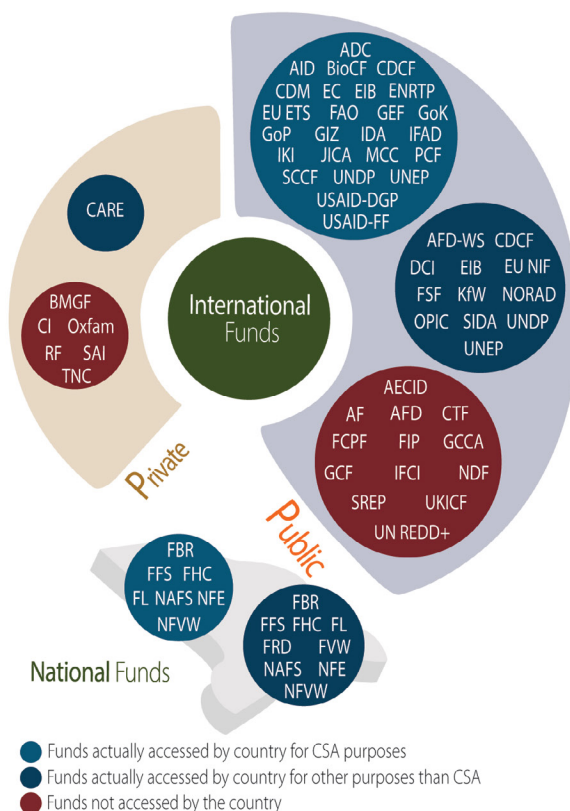 ADC
AID BioCF CDCF
CDM EC EIB ENRTP
EU ETS FAO GEF GoK
GoP GIZ IDA IFAD
IKI JICA MCC PCF
SCCF UNDP UNEP
USAID-DGP
USAID-FF
CARE
AFD-WS CDCF
DCI EIB EU NIF
FSF KfW NORAD
OPIC SIDA UNDP
UNEP
International
Funds
BMGF
CI Oxfam
RF SAI
TNC
AECID
AF AFD CTF
FCPF FIP GCCA
GCF IFCI NDF
SREP UKICF
UN REDD+
Private
Public
FBR
FFS FHC
FL NAFS NFE
NFVW
FBR
FFS FHC FL
FRD FVW
NAFS NFE
NFVW
National Funds
Funds actually accessed by country for CSA purposes
Funds actually accessed by country for other purposes than CSA
Funds not accessed by the country